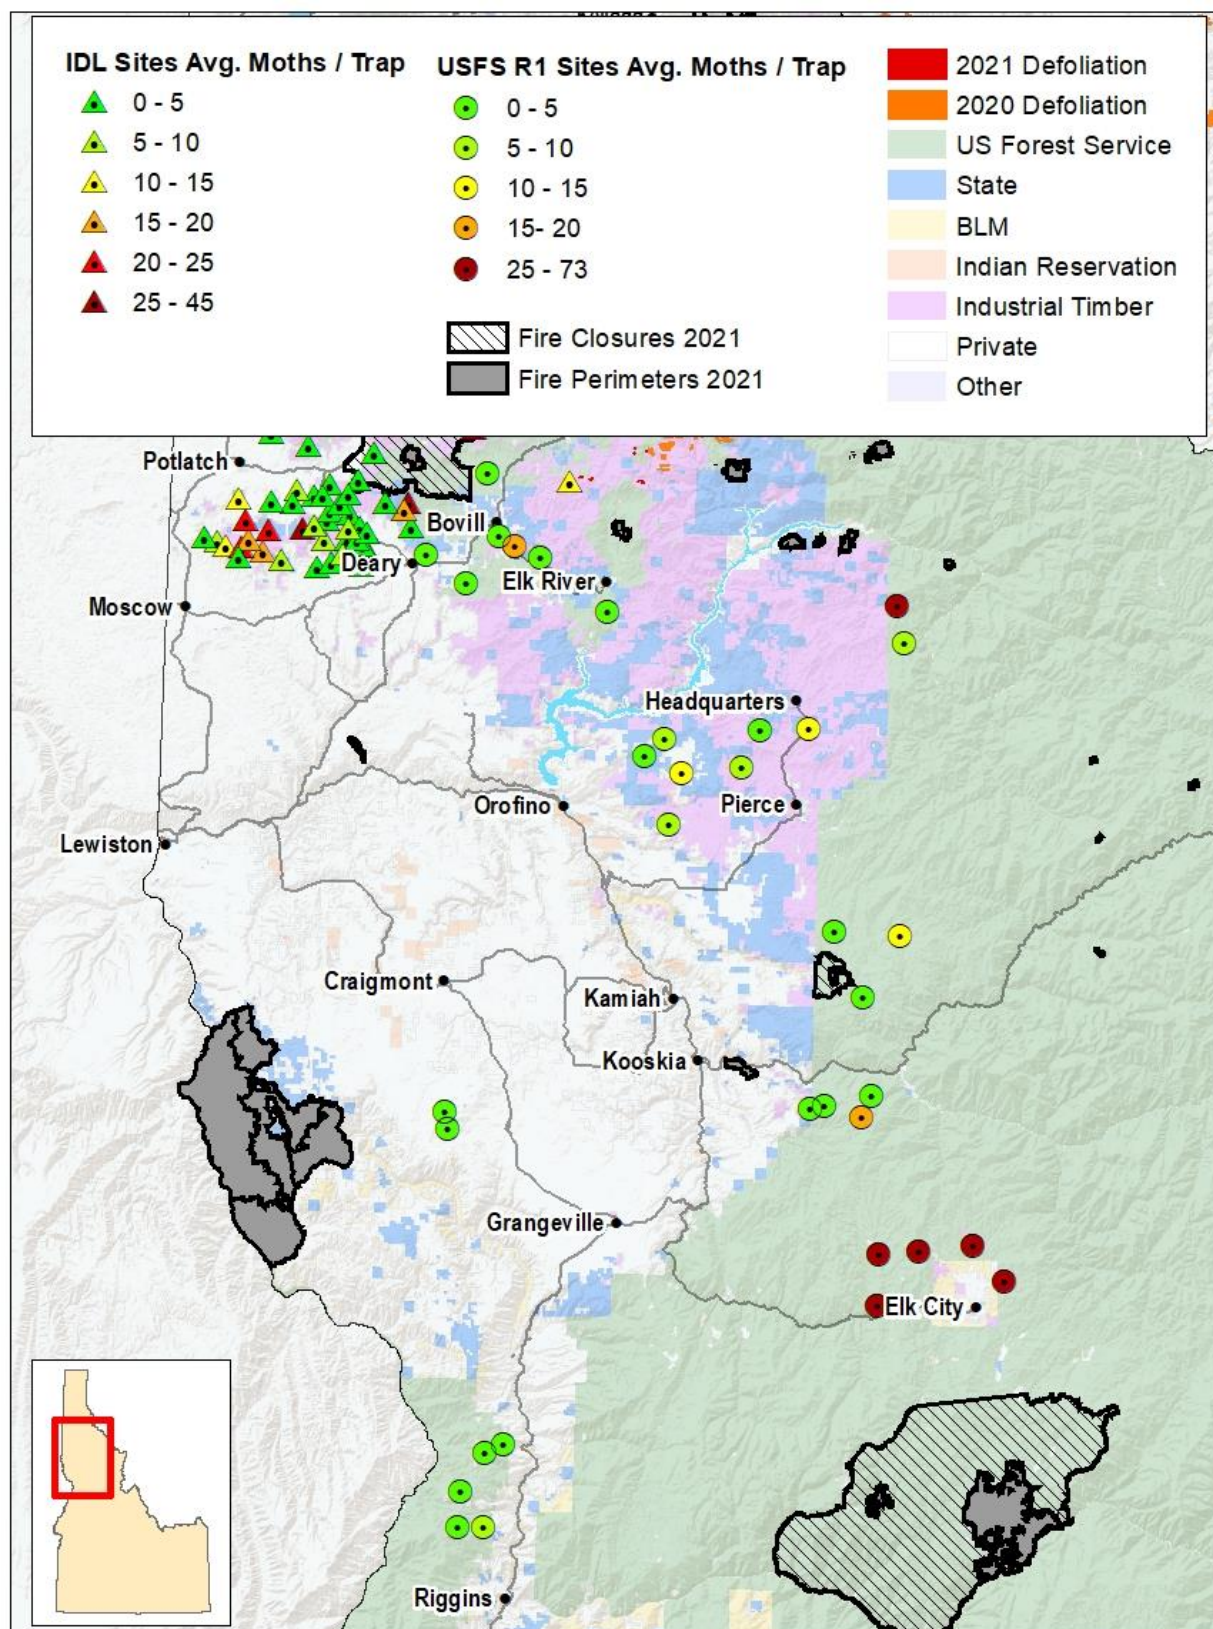 IDL Sites Avg. Moths / Trap
0 - 5
5 - 10
10 - 15
15 - 20
20 - 25
25 - 45
USFS R1 Sites Avg. Moths / Trap
0 - 5
5 - 10
10 - 15
15- 20
25 - 73
Fire Closures 2021
Fire Perimeters 2021
2021 Defoliation
2020 Defoliation
US Forest Service
State
BLM
Indian Reservation
Industrial Timber
Private
Other
Potlatch
Bovill
Deary
Elk River
Moscow
Headquarters
Orofino
Pierce
Lewiston
Craigmont
Kamiah
Kooskia
Grangeville
Elk City
Riggins